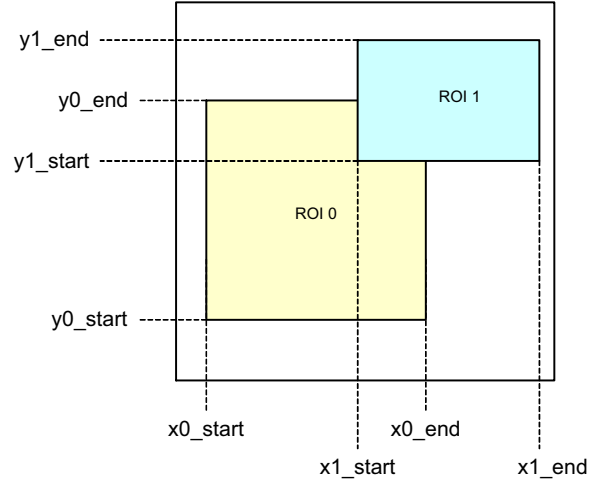 y1_end
y0_end
ROI 1
y1_start
ROI 0
y0_start
x0_start
x0_end
x1_start
x1_end